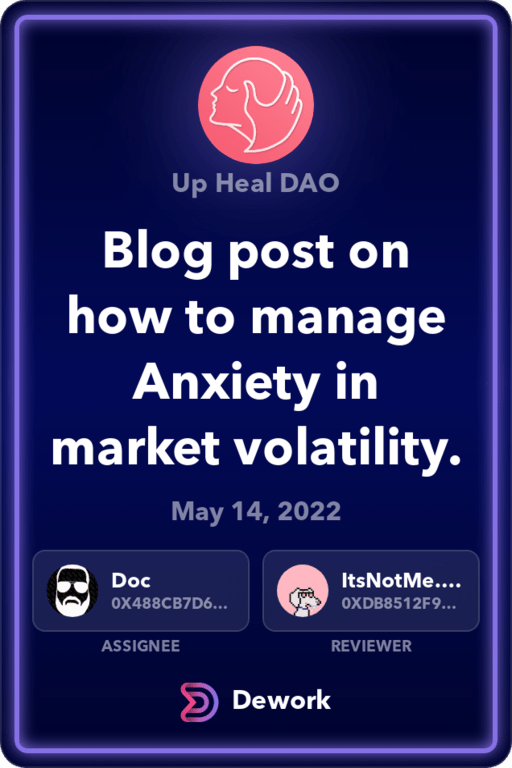 Up Heal DAO
Blog post on
how to manage
Anxiety in
market volatility.
May 14, 2022
Doc
0X488CB7D6...
ItsNotMe....
0XDB8512F9...
ASSIGNEE
REVIEWER
Dework